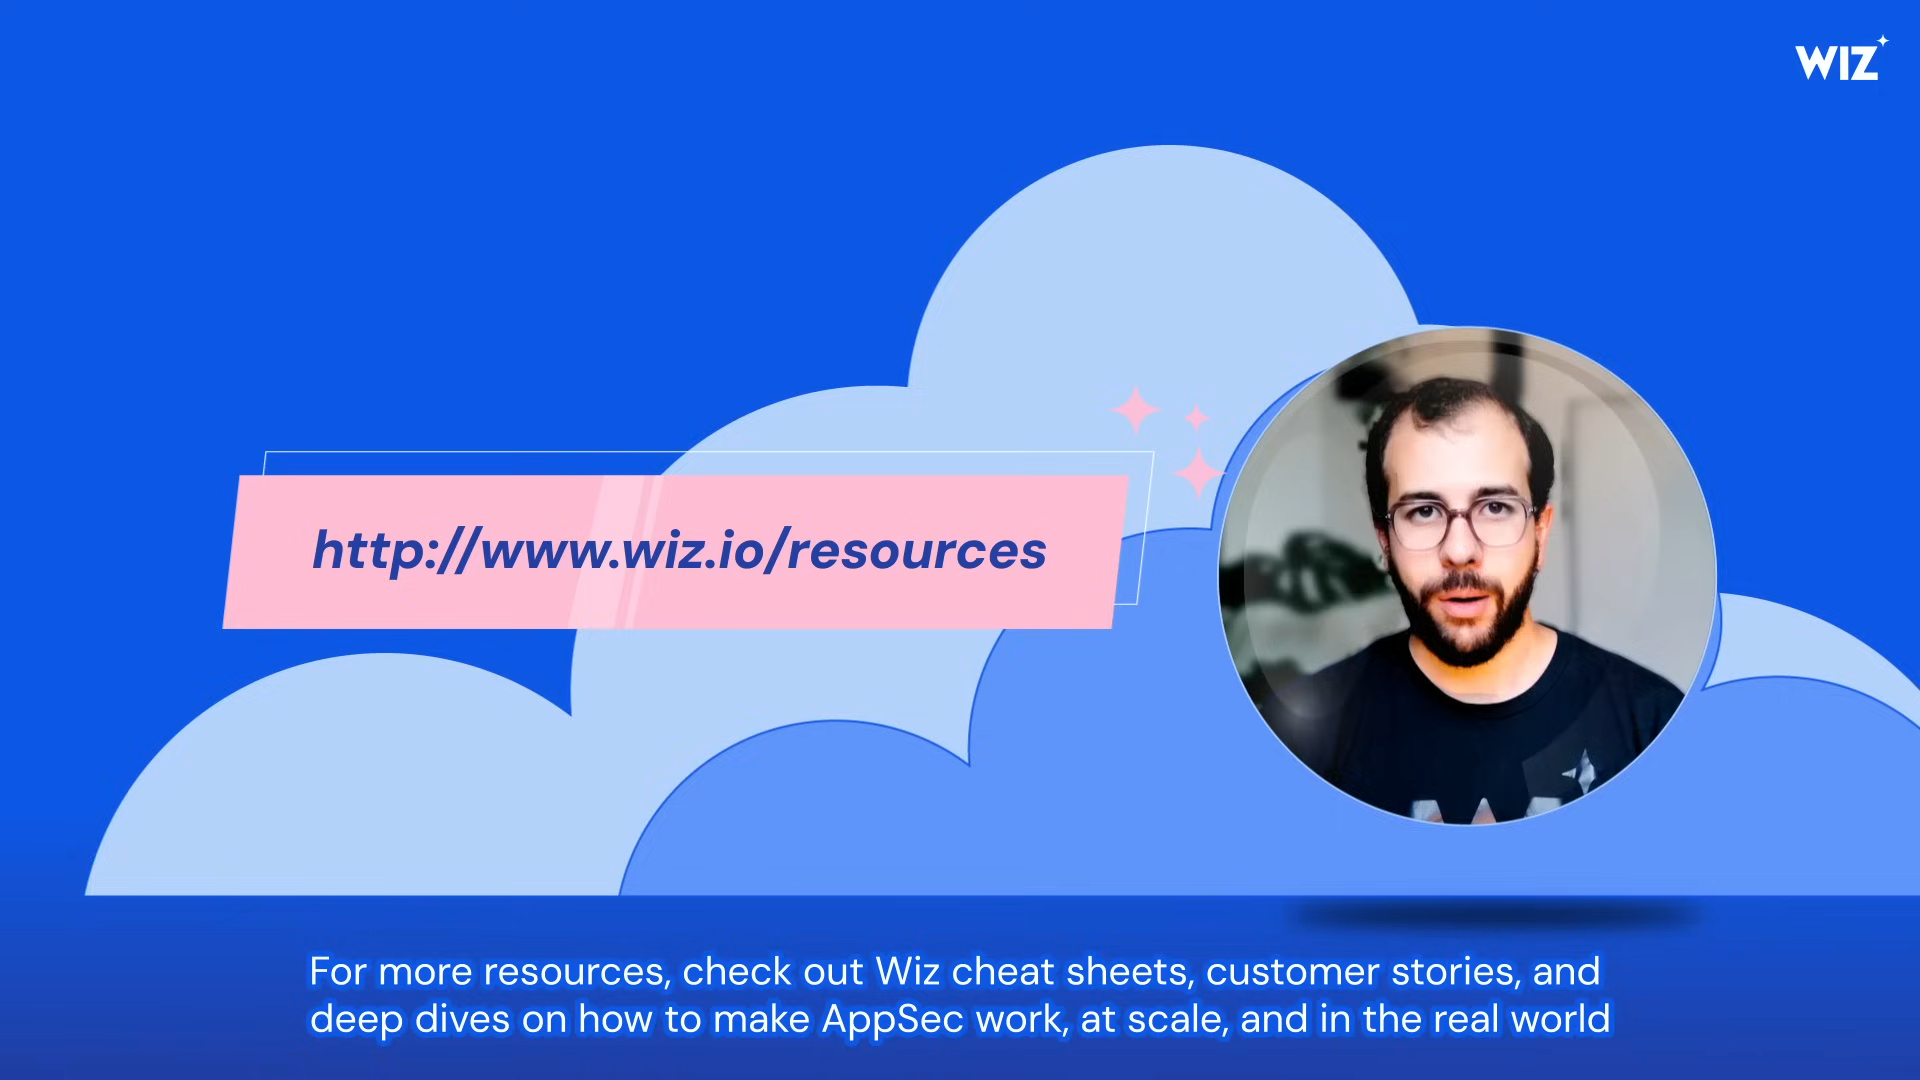 WIZ
http://www.wiz.io/resources
For more resources, check out Wiz cheat sheets, customer stories, and
deep dives on how to make AppSec work, at scale, and in the real world